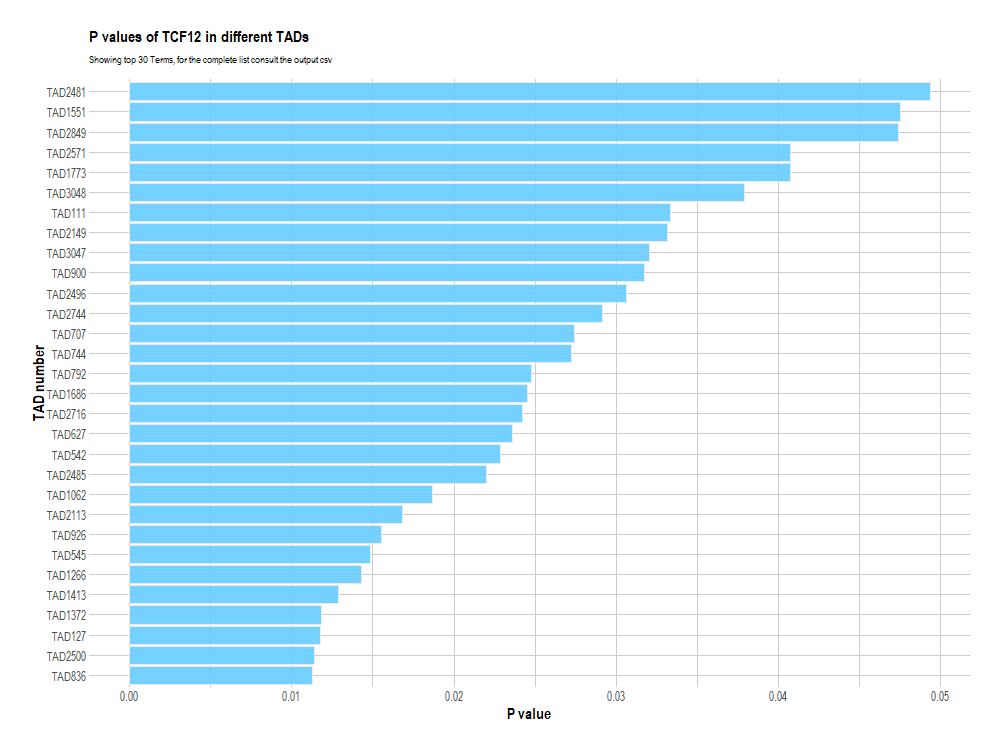 P values of TCF12 in different TADs
Showing top 30 Terms, for the complete list consult the output csv
TAD2481
TAD1551
TAD2849
TAD2571
TAD1773
TAD3048
TAD111
TAD2149
TAD3047
TAD900
TAD2496
TAD2744
TAD707
TAD744
TAD792
TAD1686
TAD2716
TAD627
TAD542
TAD2485
TAD1062
TAD2113
TAD926
TAD545
TAD1266
TAD1413
TAD1372
TAD127
TAD2500
TAD836
TAD number
0.00 0.01 0.02 0.03 0.04 0.05
P value